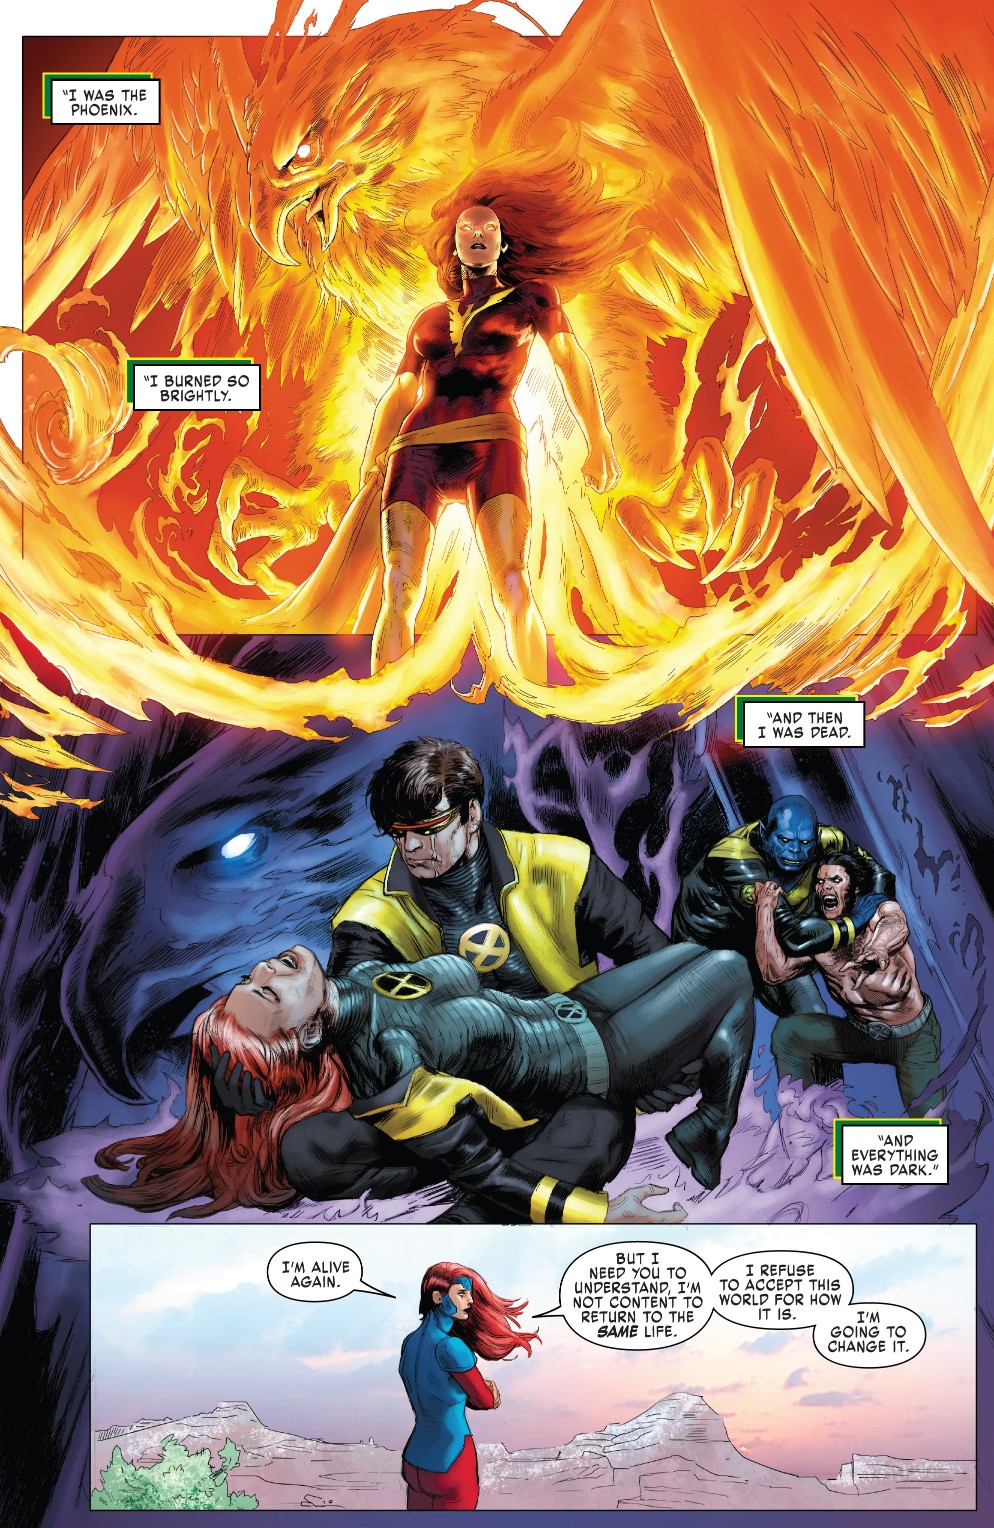 "I WAS THE
PHOENIX.
"I BURNED SO
BRIGHTLY.
"AND THEN
I WAS DEAD.
"AND
EVERYTHING
WAS DARK."
I'M ALIVE
AGAIN.
BUT I
NEED YOU TO
UNDERSTAND, I'M
NOT CONTENT TO
RETURN TO THE
SAME LIFE.
I REFUSE
TO ACCEPT THIS
WORLD FOR HOW
IT IS.
I'M
GOING TO
CHANGE IT.